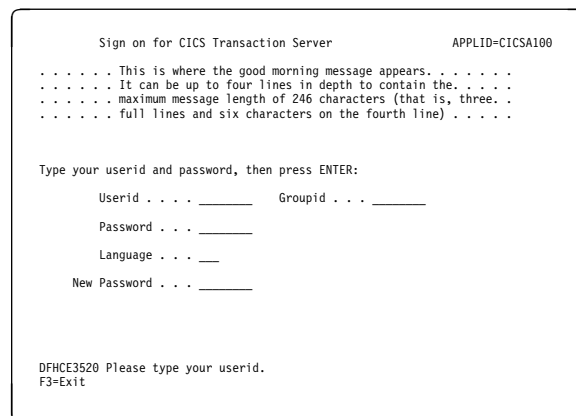 Sign on for CICS Transaction Server APPLID=CICSA100
. . . . . . This is where the good morning message appears. . . . . . .
. . . . . . It can be up to four lines in depth to contain the. . . . .
. . . . . . maximum message length of 246 characters (that is, three. .
. . . . . . full lines and six characters on the fourth line) . . . . .
Type your userid and password, then press ENTER:
Userid . . . . ________ Groupid . . . ________
Password . . . ________
Language . . . ___
New Password . . . ________
DFHCE3520 Please type your userid.
F3=Exit